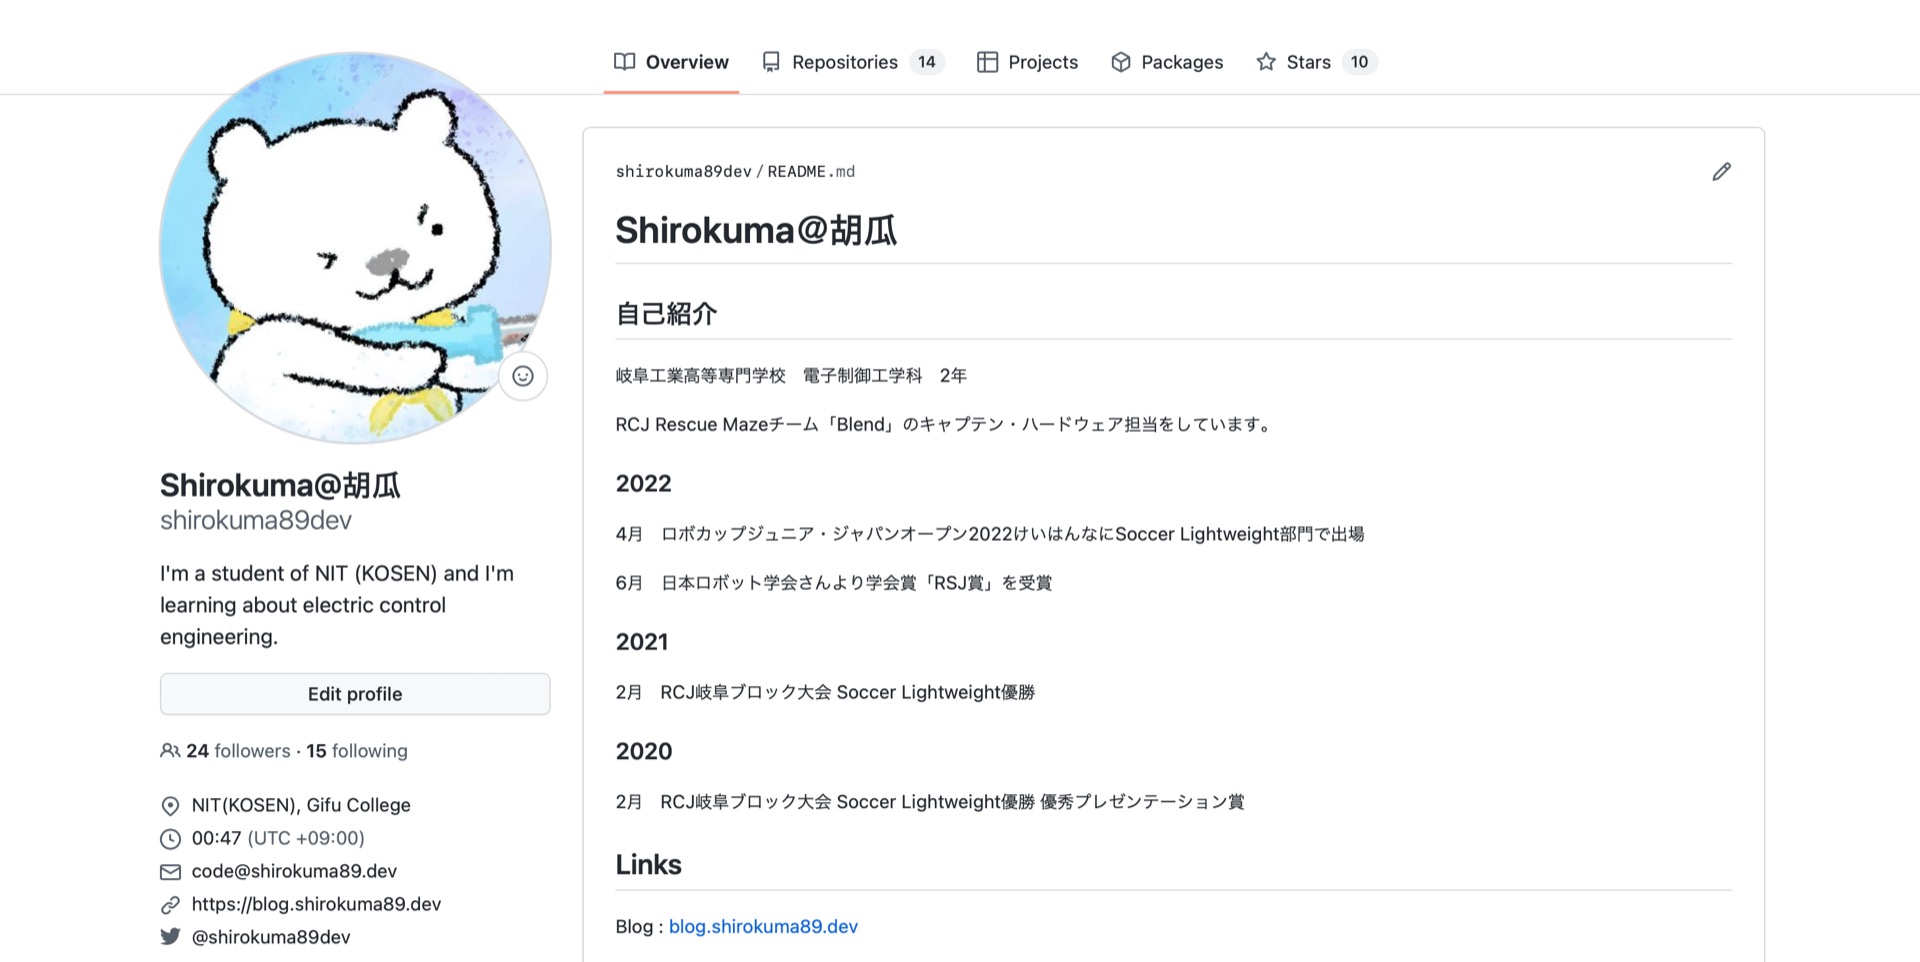 Overview Repositories 14 Projects Packages Stars 10
Shirokuma@胡瓜
shirokuma89dev
I'm a student of NIT (KOSEN) and I'm
learning about electric control
engineering.
Edit profile
24 followers · 15 following
NIT(KOSEN), Gifu College
00:47 (UTC +09:00)
code@shirokuma89.dev
https://blog.shirokuma89.dev
@shirokuma89dev
shirokuma89dev / README.md
Shirokuma@胡瓜
自己紹介
岐阜工業高等専門学校　電子制御工学科　2年
RCJ Rescue Mazeチーム「Blend」のキャプテン・ハードウェア担当をしています。
2022
4月　ロボカップジュニア・ジャパンオープン2022けいはんなにSoccer Lightweight部門で出場
6月　日本ロボット学会さんより学会賞「RSJ賞」を受賞
2021
2月　RCJ岐阜ブロック大会 Soccer Lightweight優勝
2020
2月　RCJ岐阜ブロック大会 Soccer Lightweight優勝 優秀プレゼンテーション賞
Links
Blog : blog.shirokuma89.dev